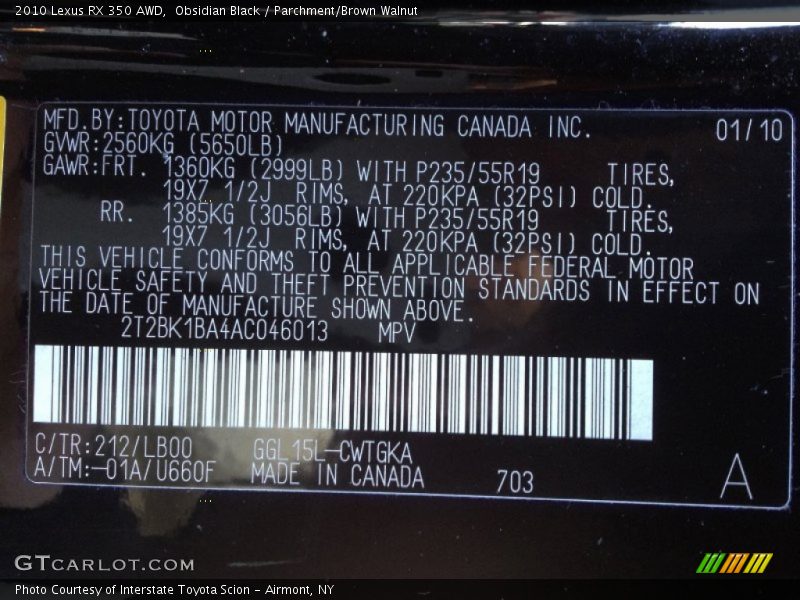 2010 Lexus RX 350 AWD, Obsidian Black / Parchment/Brown Walnut
MFD.BY:TOYOTA MOTOR MANUFACTURING CANADA INC. 01/10
GVWR:2560KG (5650LB)
GAWR:FRT. 1360KG (2999LB) WITH P235/55R19 TIRES,
19X7 1/2J RIMS, AT 220KPA (32PSI) COLD.
RR. 1385KG (3056LB) WITH P235/55R19 TIRES,
19X7 1/2J RIMS, AT 220KPA (32PSI) COLD.
THIS VEHICLE CONFORMS TO ALL APPLICABLE FEDERAL MOTOR
VEHICLE SAFETY AND THEFT PREVENTION STANDARDS IN EFFECT ON
THE DATE OF MANUFACTURE SHOWN ABOVE.
2T2BK1BA4AC046013 MPV
C/TR:212/LB00 GGL15L-CWTGKA
A/TM:-01A/U660F MADE IN CANADA 703 A
GTCARLOT.COM
Photo Courtesy of Interstate Toyota Scion - Airmont, NY